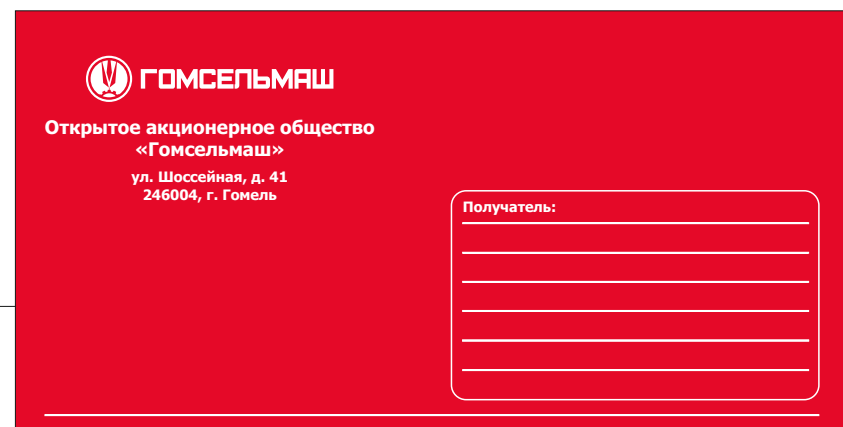 ГОМСЕЛЬМАШ
Открытое акционерное общество
«Гомсельмаш»
ул. Шоссейная, д. 41
246004, г. Гомель
Получатель: